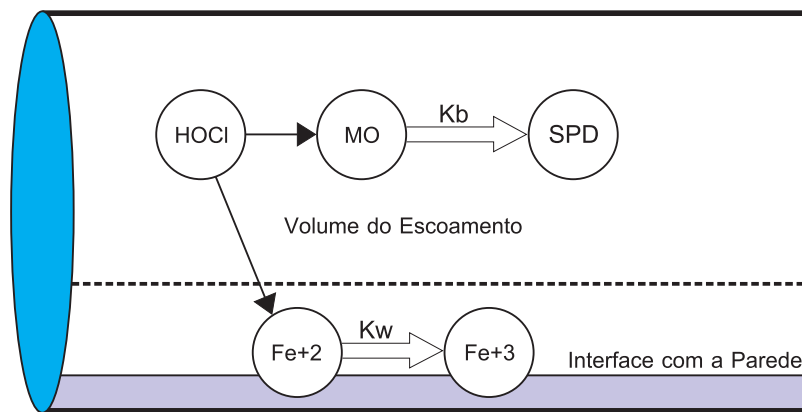 Kb
HOCl
MO
SPD
Volume do Escoamento
Kw
Fe+2
Fe+3
Interface com a Parede